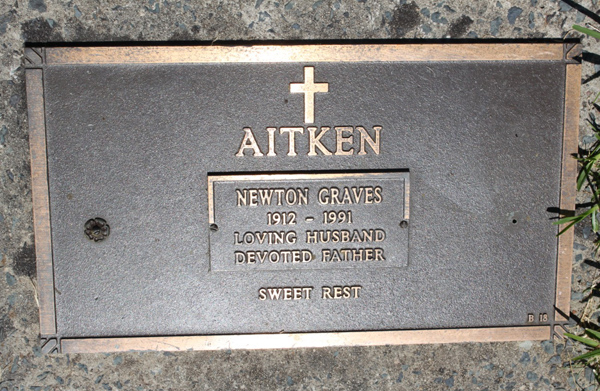 AITKEN
NEWTON GRAVES
1912 - 1991
LOVING HUSBAND
DEVOTED FATHER
SWEET REST
B 18